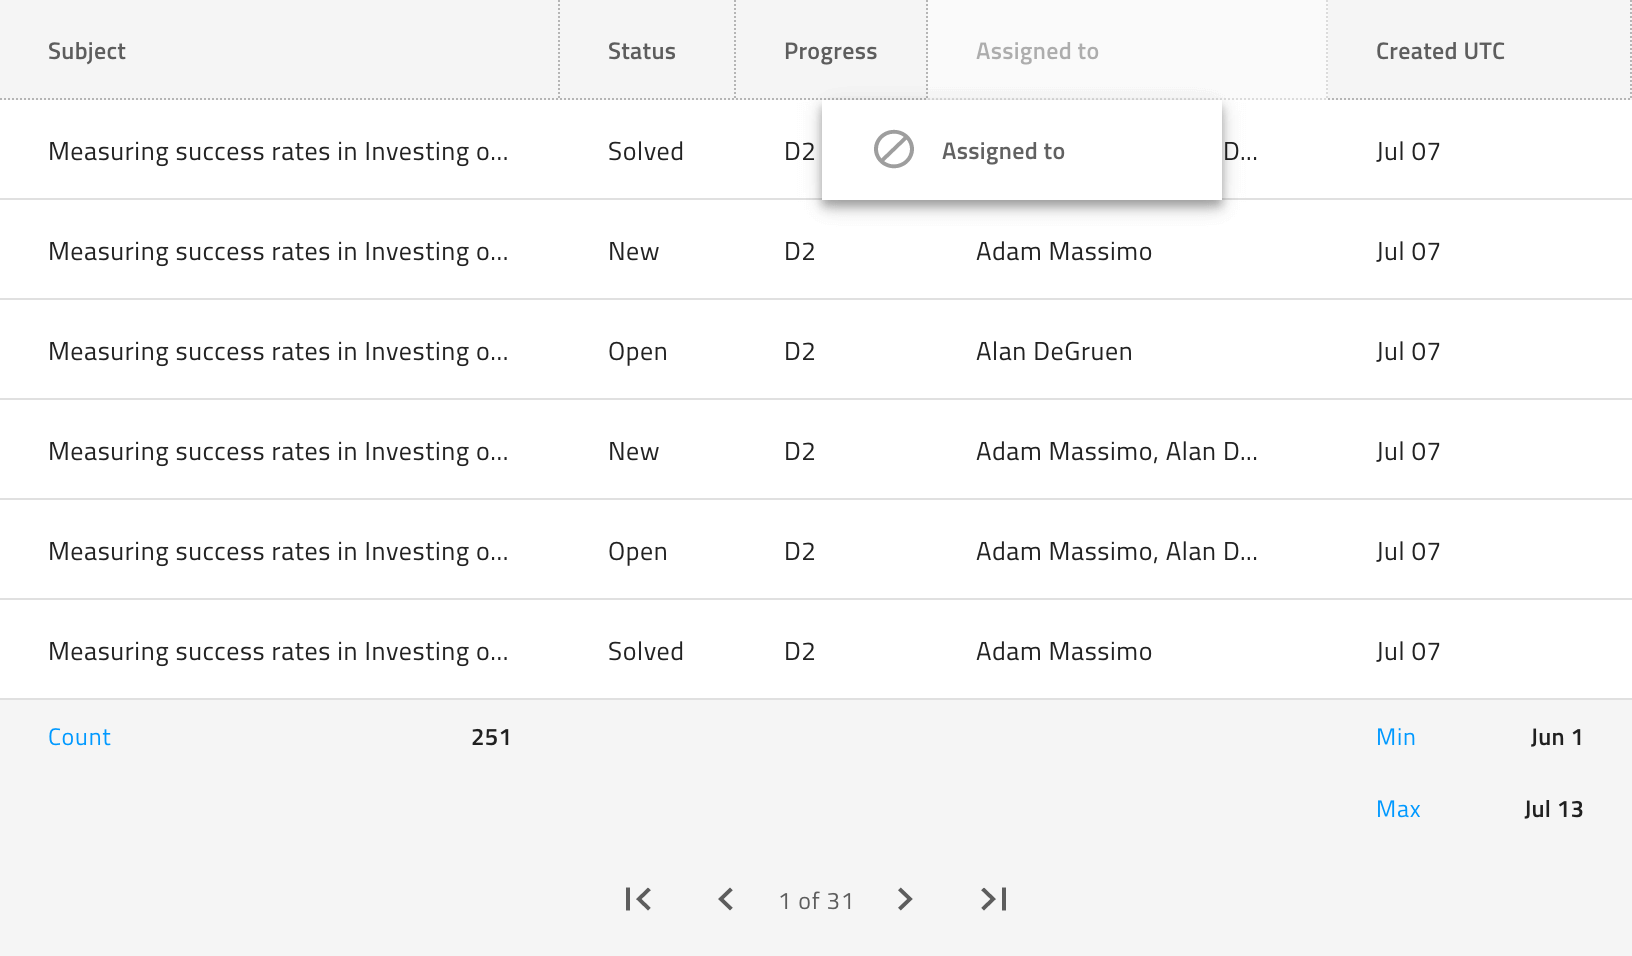 Subject Status Progress Assigned to Created UTC
Measuring success rates in Investing o... Solved D2 Assigned to D... Jul 07
Measuring success rates in Investing o... New D2 Adam Massimo Jul 07
Measuring success rates in Investing o... Open D2 Alan DeGruen Jul 07
Measuring success rates in Investing o... New D2 Adam Massimo, Alan D... Jul 07
Measuring success rates in Investing o... Open D2 Adam Massimo, Alan D... Jul 07
Measuring success rates in Investing o... Solved D2 Adam Massimo Jul 07
Count 251 Min Jun 1
Max Jul 13
1 of 31